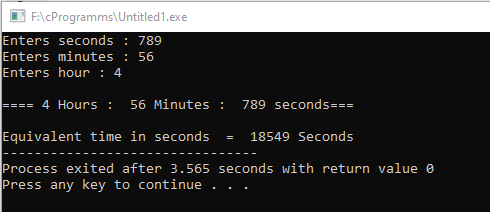 F:\cProgramms\Untitled1.exe
Enters seconds : 789
Enters minutes : 56
Enters hour : 4
==== 4 Hours :  56 Minutes :  789 seconds===
Equivalent time in seconds  =  18549 Seconds
--------------------------------
Process exited after 3.565 seconds with return value 0
Press any key to continue . . .